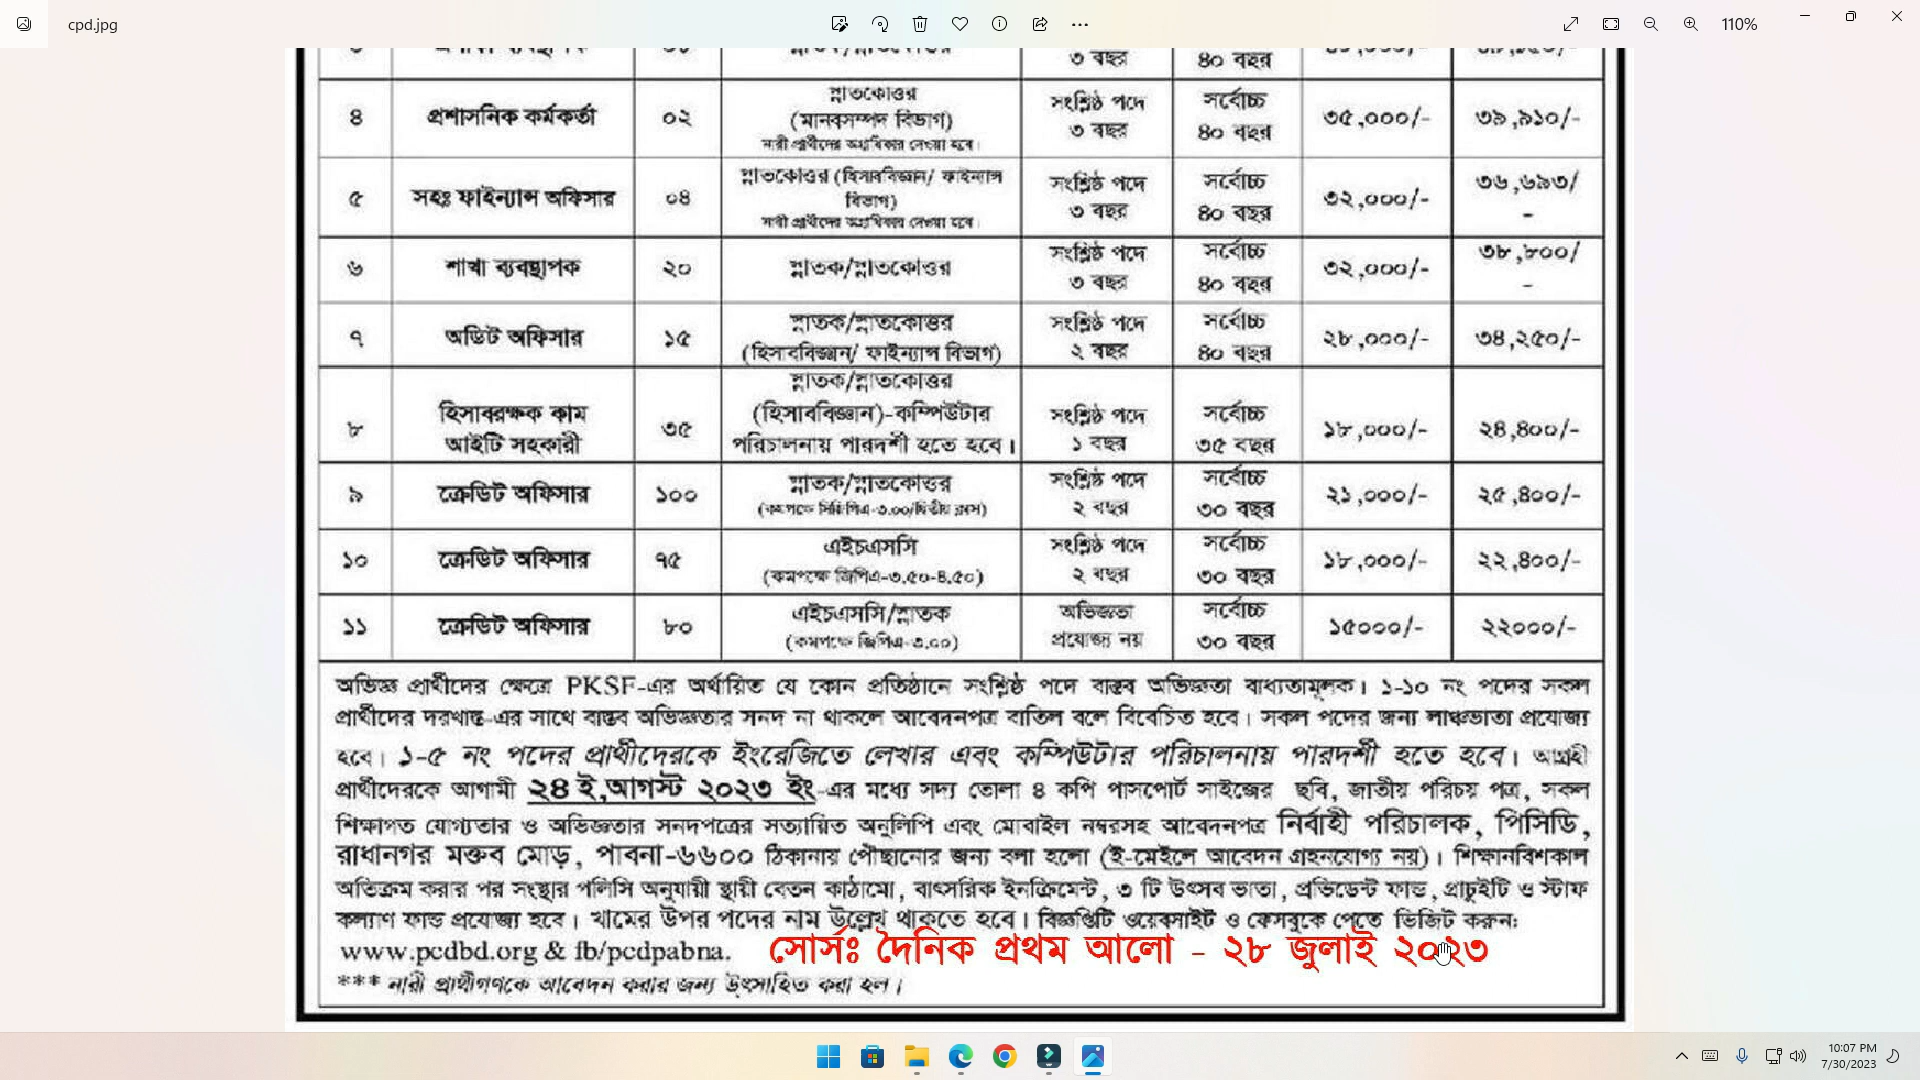 cpd.jpg
110%
৩ বছর ৪০ বছর
৪ প্রশাসনিক কর্মকর্তা ০২ স্নাতকোত্তর (মানবসম্পদ বিভাগ) নারী প্রার্থীদের অগ্রাধিকার দেওয়া হবে। সংশ্লিষ্ঠ পদে ৩ বছর সর্বোচ্চ ৪০ বছর ৩৫,০০০/- ৩৯,৯১০/-
৫ সহঃ ফাইন্যান্স অফিসার ০৪ স্নাতকোত্তর (হিসাববিজ্ঞান/ ফাইন্যান্স বিভাগ) নারী প্রার্থীদের অগ্রাধিকার দেওয়া হবে। সংশ্লিষ্ঠ পদে ৩ বছর সর্বোচ্চ ৪০ বছর ৩২,০০০/- ৩৬,৬৯৩/-
৬ শাখা ব্যবস্থাপক ২০ স্নাতক/স্নাতকোত্তর সংশ্লিষ্ঠ পদে ৩ বছর সর্বোচ্চ ৪০ বছর ৩২,০০০/- ৩৮,৮০০/-
৭ অডিট অফিসার ১৫ স্নাতক/স্নাতকোত্তর (হিসাববিজ্ঞান/ ফাইন্যান্স বিভাগ) সংশ্লিষ্ঠ পদে ২ বছর সর্বোচ্চ ৪০ বছর ২৮,০০০/- ৩৪,২৫০/-
৮ হিসাবরক্ষক কাম আইটি সহকারী ৩৫ স্নাতক/স্নাতকোত্তর (হিসাববিজ্ঞান)-কম্পিউটার পরিচালনায় পারদর্শী হতে হবে। সংশ্লিষ্ঠ পদে ১ বছর সর্বোচ্চ ৩৫ বছর ১৮,০০০/- ২৪,৪০০/-
৯ ক্রেডিট অফিসার ১০০ স্নাতক/স্নাতকোত্তর (কমপক্ষে সিজিপিএ-৩.০০/দ্বিতীয় ক্লাস) সংশ্লিষ্ঠ পদে ২ বছর সর্বোচ্চ ৩০ বছর ২১,০০০/- ২৫,৪০০/-
১০ ক্রেডিট অফিসার ৭৫ এইচএসসি (কমপক্ষে জিপিএ-৩.৫০-৪.৫০) সংশ্লিষ্ঠ পদে ২ বছর সর্বোচ্চ ৩০ বছর ১৮,০০০/- ২২,৪০০/-
১১ ক্রেডিট অফিসার ৮০ এইচএসসি/স্নাতক (কমপক্ষে জিপিএ-৩.০০) অভিজ্ঞতা প্রযোজ্য নয় সর্বোচ্চ ৩০ বছর ১৫০০০/- ২২০০০/-
অভিজ্ঞ প্রার্থীদের ক্ষেত্রে PKSF-এর অর্থায়িত যে কোন প্রতিষ্ঠানে সংশ্লিষ্ঠ পদে বাস্তব অভিজ্ঞতা বাধ্যতামূলক। ১-১০ নং পদের সকল
প্রার্থীদের দরখাস্ত-এর সাথে বাস্তব অভিজ্ঞতার সনদ না থাকলে আবেদনপত্র বাতিল বলে বিবেচিত হবে। সকল পদের জন্য লাঞ্চভাতা প্রযোজ্য
হবে। ১-৫ নং পদের প্রার্থীদেরকে ইংরেজিতে লেখার এবং কম্পিউটার পরিচালনায় পারদর্শী হতে হবে। আগ্রহী
প্রার্থীদেরকে আগামী ২৪ই,আগস্ট ২০২৩ ইং-এর মধ্যে সদ্য তোলা ৪ কপি পাসপোর্ট সাইজের ছবি, জাতীয় পরিচয় পত্র, সকল
শিক্ষাগত যোগ্যতার ও অভিজ্ঞতার সনদপত্রের সত্যায়িত অনুলিপি এবং মোবাইল নম্বরসহ আবেদনপত্র নির্বাহী পরিচালক, পিসিডি,
রাধানগর মক্তব মোড়, পাবনা-৬৬০০ ঠিকানায় পৌছানোর জন্য বলা হলো (ই-মেইলে আবেদন গ্রহনযোগ্য নয়)। শিক্ষানবিশকাল
অতিক্রম করার পর সংস্থার পলিসি অনুযায়ী স্থায়ী বেতন কাঠামো, বাৎসরিক ইনক্রিমেন্ট, ৩ টি উৎসব ভাতা, প্রভিডেন্ট ফান্ড, গ্রাচুইটি ও স্টাফ
কল্যাণ ফান্ড প্রযোজ্য হবে। খামের উপর পদের নাম উল্লেখ থাকতে হবে। বিজ্ঞপ্তিটি ওয়েবসাইট ও ফেসবুকে পেতে ভিজিট করুন:
www.pcdbd.org & fb/pcdpabna. সোর্সঃ দৈনিক প্রথম আলো - ২৮ জুলাই ২০২৩
*** নারী প্রার্থীগণকে আবেদন করার জন্য উৎসাহিত করা হল।
10:07 PM
7/30/2023